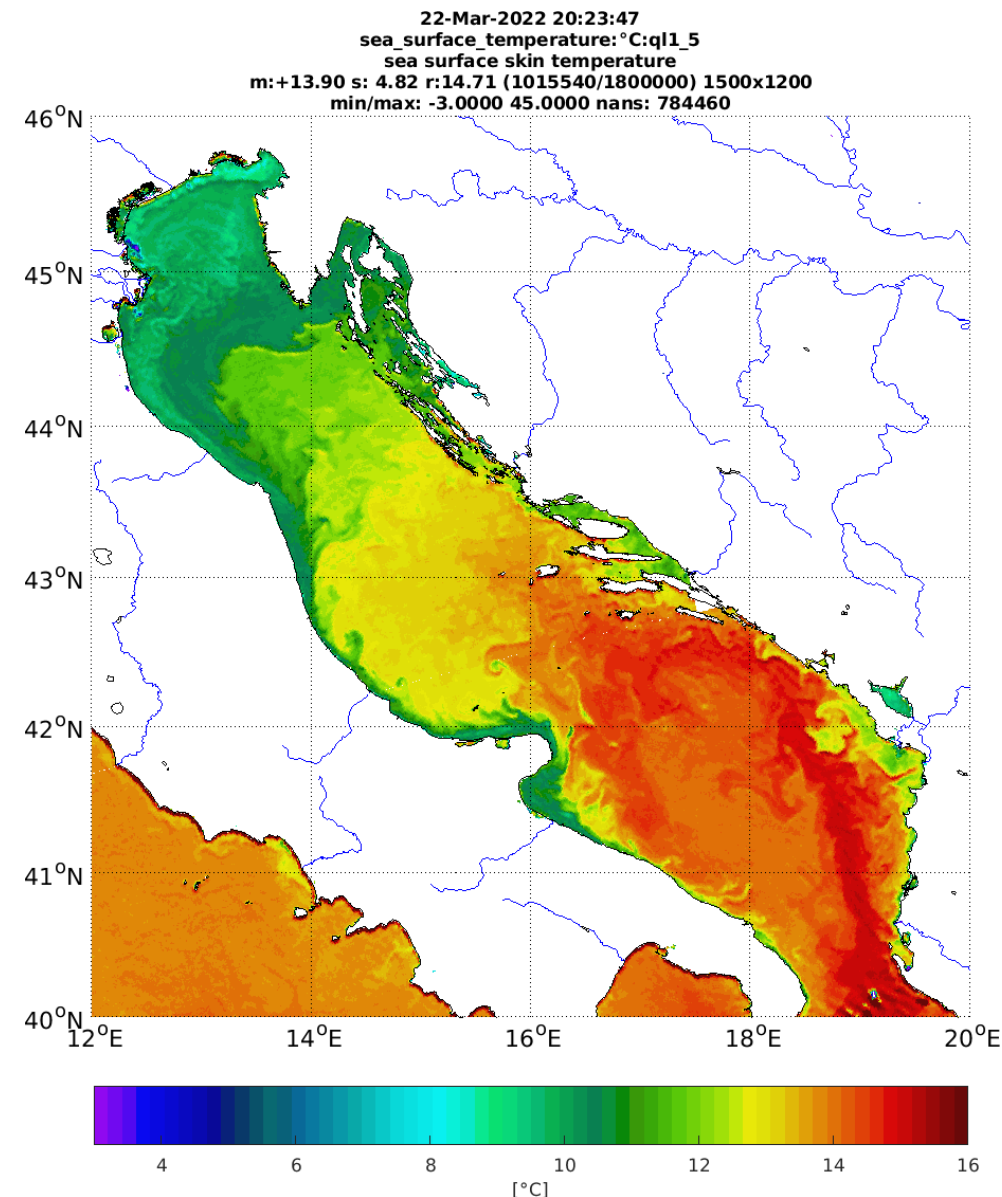 22-Mar-2022 20:23:47
sea_surface_temperature:°C:ql1_5
sea surface skin temperature
m:+13.90 s: 4.82 r:14.71 (1015540/1800000) 1500x1200
min/max: -3.0000 45.0000 nans: 784460
46°N
45°N
44°N
43°N
42°N
41°N
40°N
12°E 14°E 16°E 18°E 20°E
4 6 8 10 12 14 16
[°C]